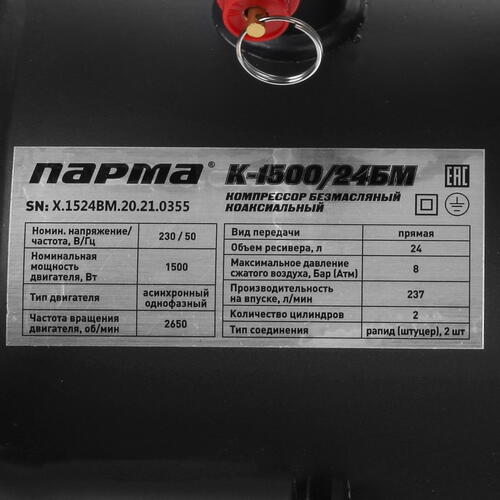 ПАРМА®
SN: X.1524BM.20.21.0355
К-1500/24БМ
КОМПРЕССОР БЕЗМАСЛЯНЫЙ
КОАКСИАЛЬНЫЙ
EAC
Номин. напряжение/
частота, В/Гц
230 / 50
Номинальная
мощность
двигателя, Вт
1500
Тип двигателя
асинхронный
однофазный
Частота вращения
двигателя, об/мин
2650
Вид передачи
прямая
Объем ресивера, л
24
Максимальное давление
сжатого воздуха, Бар (Атм)
8
Производительность
на впуске, л/мин
237
Количество цилиндров
2
Тип соединения
рапид (штуцер), 2 шт